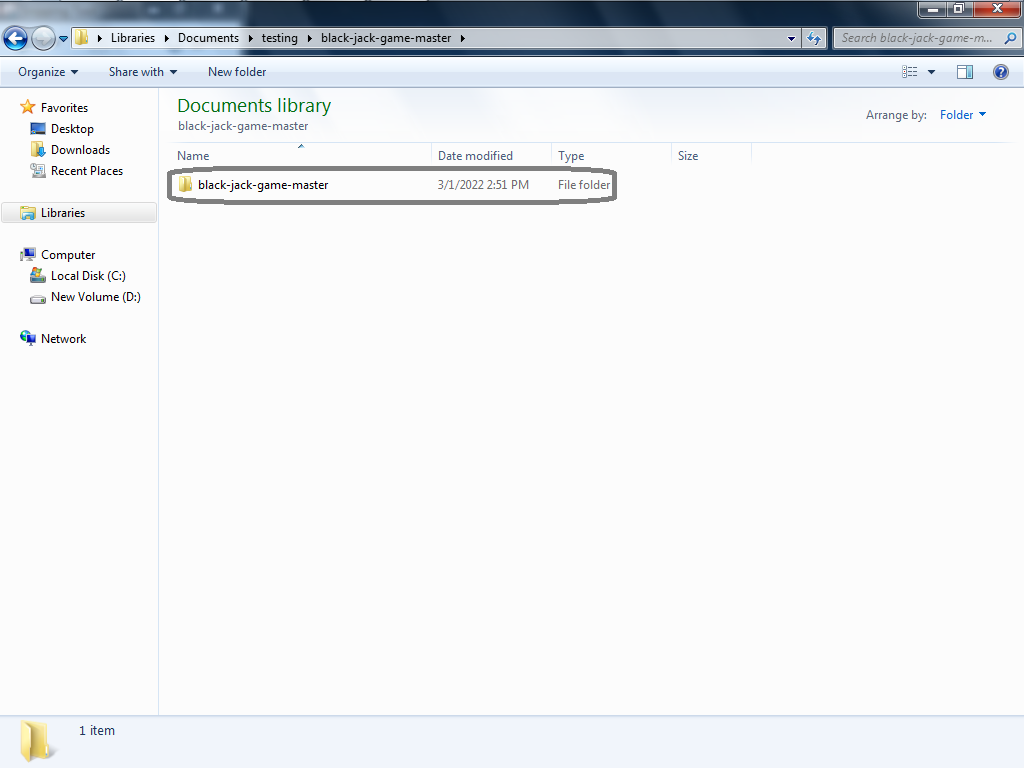 Libraries Documents testing black-jack-game-master
Search black-jack-game-m...
Organize Share with New folder
Favorites
Desktop
Downloads
Recent Places
Libraries
Computer
Local Disk (C:)
New Volume (D:)
Network
Documents library
black-jack-game-master
Arrange by: Folder
Name Date modified Type Size
black-jack-game-master 3/1/2022 2:51 PM File folder
1 item